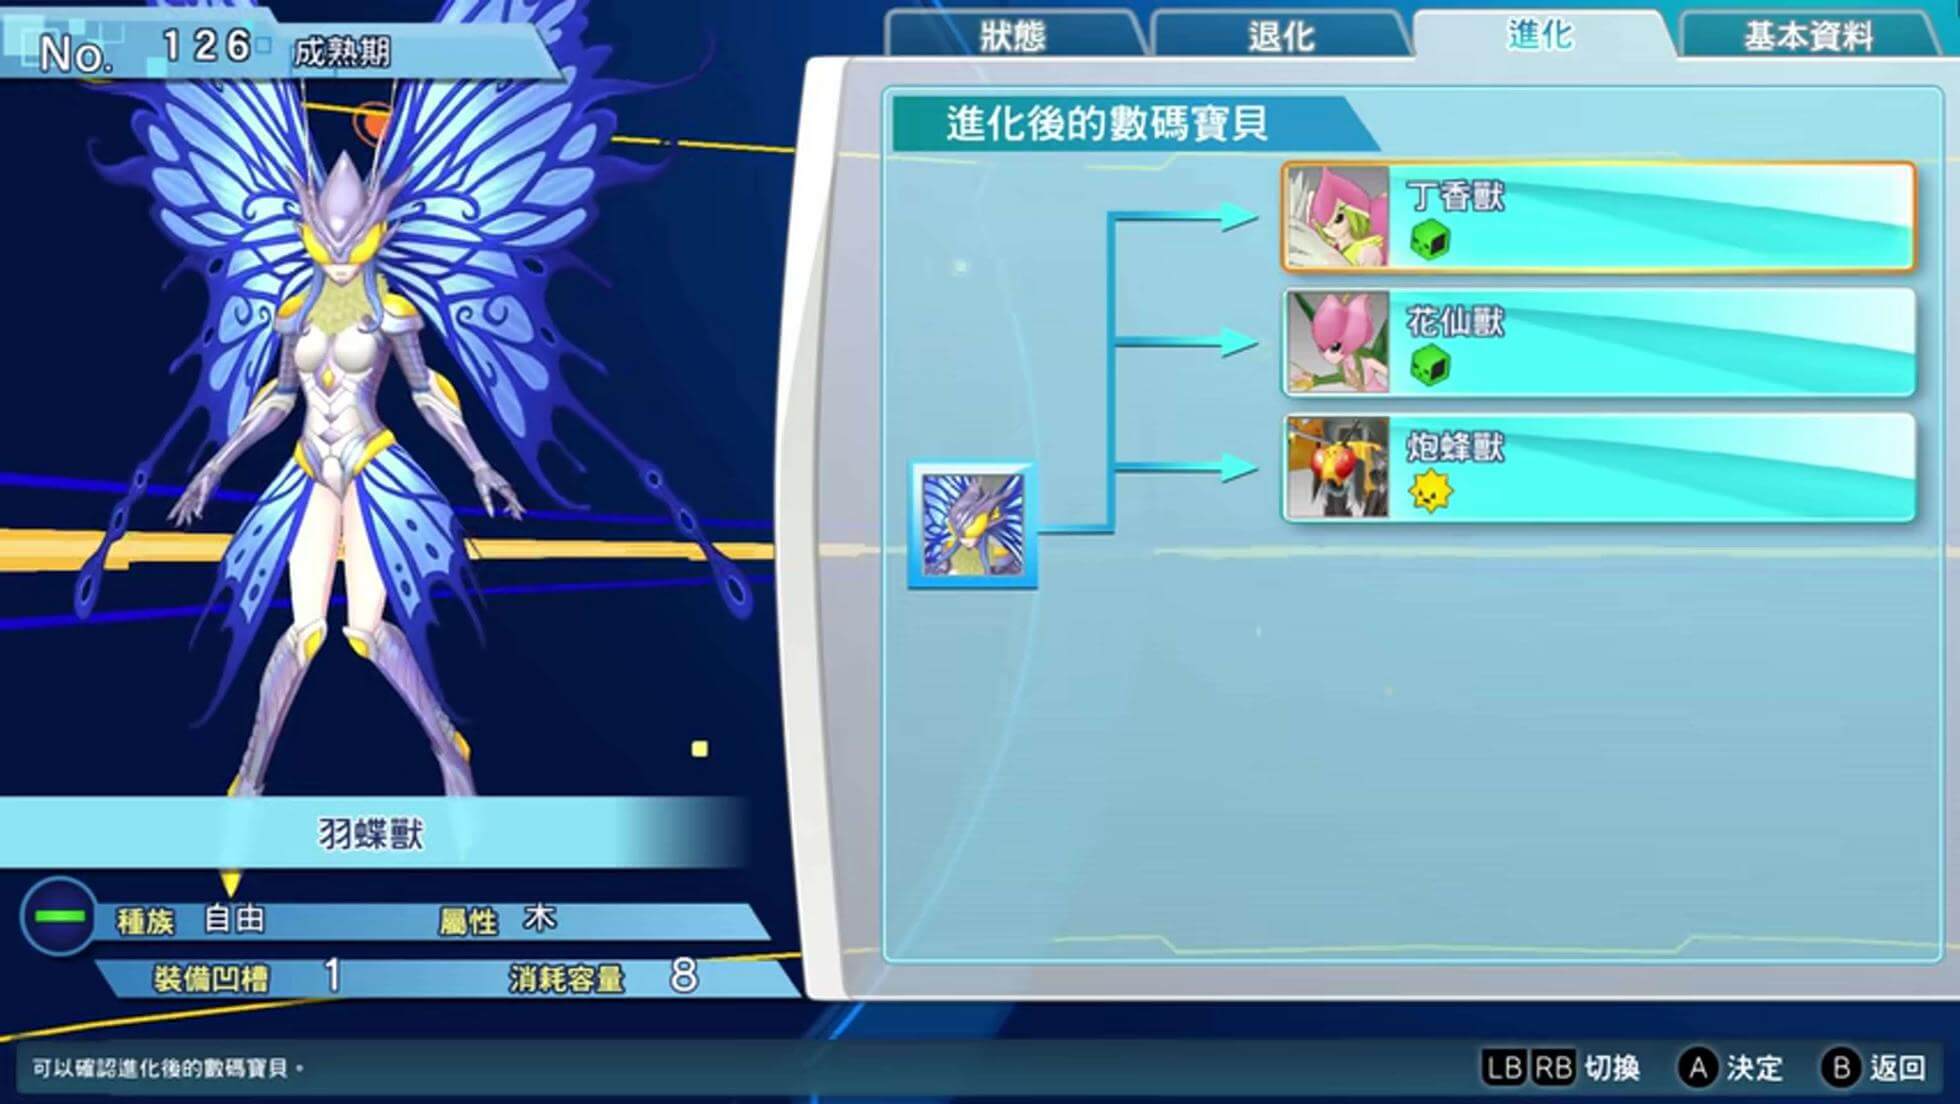 No. 126 成熟期
狀態 退化 進化 基本資料
進化後的數碼寶貝
丁香獸
花仙獸
炮蜂獸
羽蝶獸
種族 自由 屬性 木
裝備凹槽 1 消耗容量 8
可以確認進化後的數碼寶貝。
LB RB 切換 A 決定 B 返回